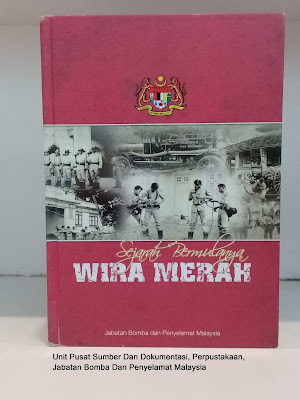 Sejarah Bermulanya
WIRA MERAH
Jabatan Bomba dan Penyelamat Malaysia
Unit Pusat Sumber Dan Dokumentasi, Perpustakaan,
Jabatan Bomba Dan Penyelamat Malaysia